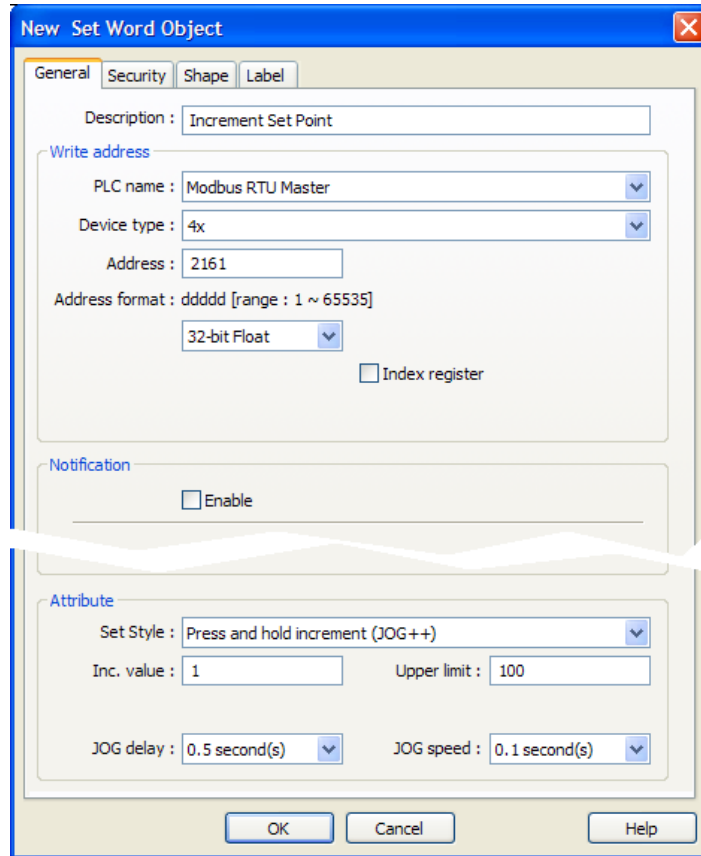 New Set Word Object
General Security Shape Label
Description : Increment Set Point
Write address
PLC name : Modbus RTU Master
Device type : 4x
Address : 2161
Address format : ddddd [range : 1 ~ 65535]
32-bit Float
Index register
Notification
Enable
Attribute
Set Style : Press and hold increment (JOG++)
Inc. value : 1 Upper limit : 100
JOG delay : 0.5 second(s) JOG speed : 0.1 second(s)
OK Cancel Help